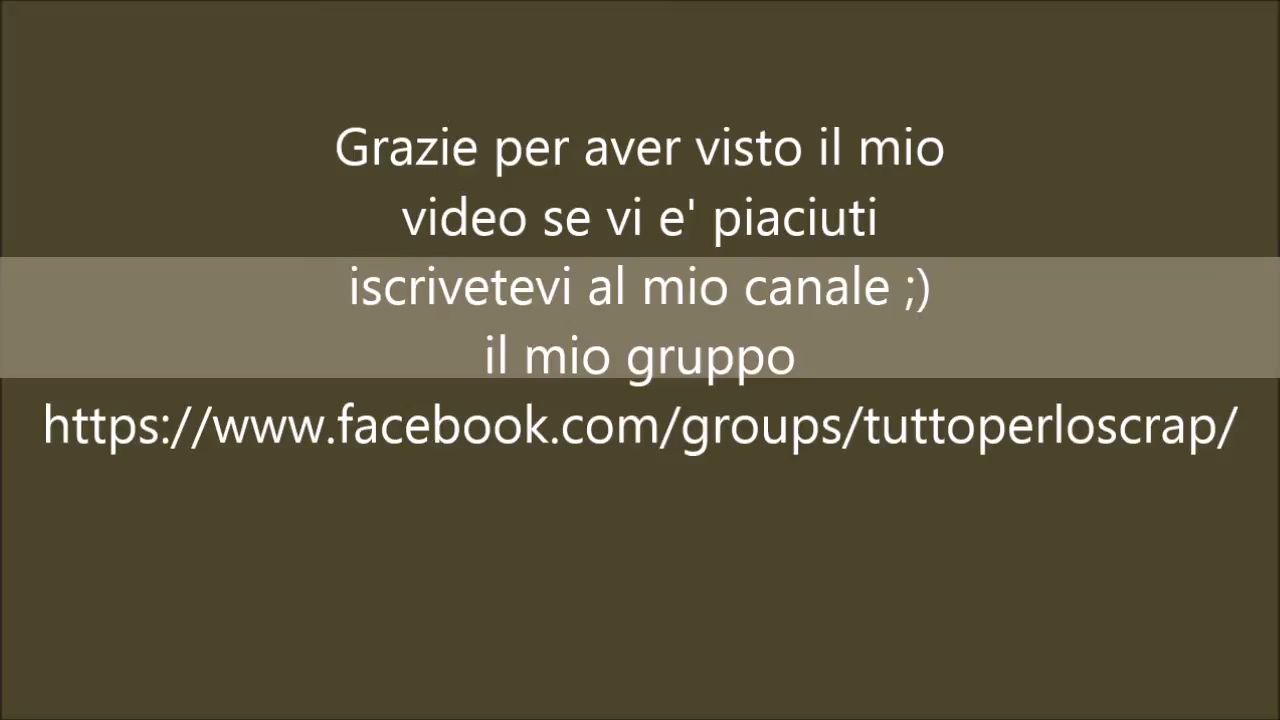 Grazie per aver visto il mio
video se vi e' piaciuti
iscrivetevi al mio canale ;)
il mio gruppo
https://www.facebook.com/groups/tuttoperloscrap/